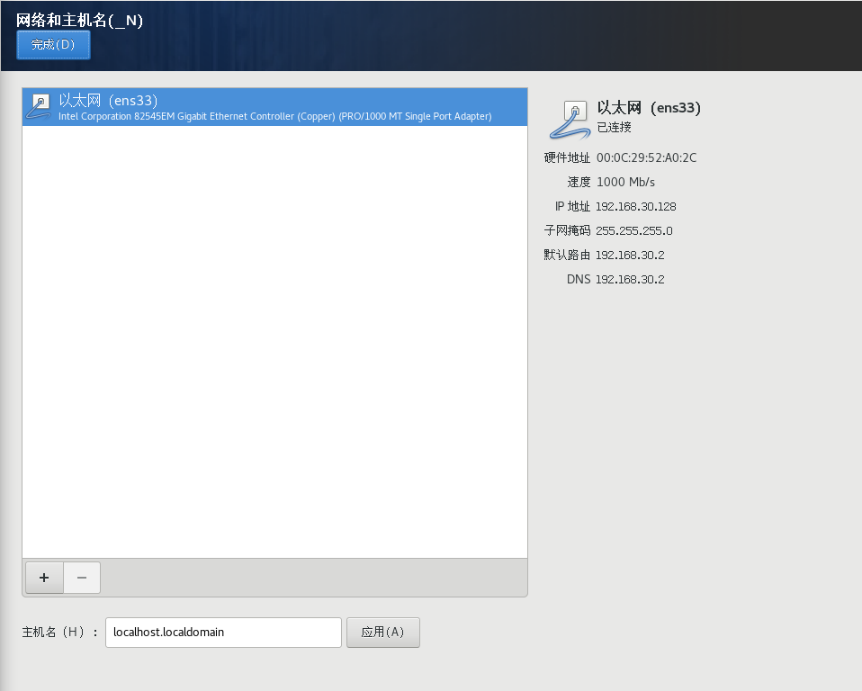 网络和主机名(_N)
完成(D)
以太网（ens33）
Intel Corporation 82545EM Gigabit Ethernet Controller (Copper) (PRO/1000 MT Single Port Adapter)
以太网（ens33）
已连接
硬件地址 00:0C:29:52:A0:2C
速度 1000 Mb/s
IP 地址 192.168.30.128
子网掩码 255.255.255.0
默认路由 192.168.30.2
DNS 192.168.30.2
+ −
主机名（H）： localhost.localdomain 应用(A)